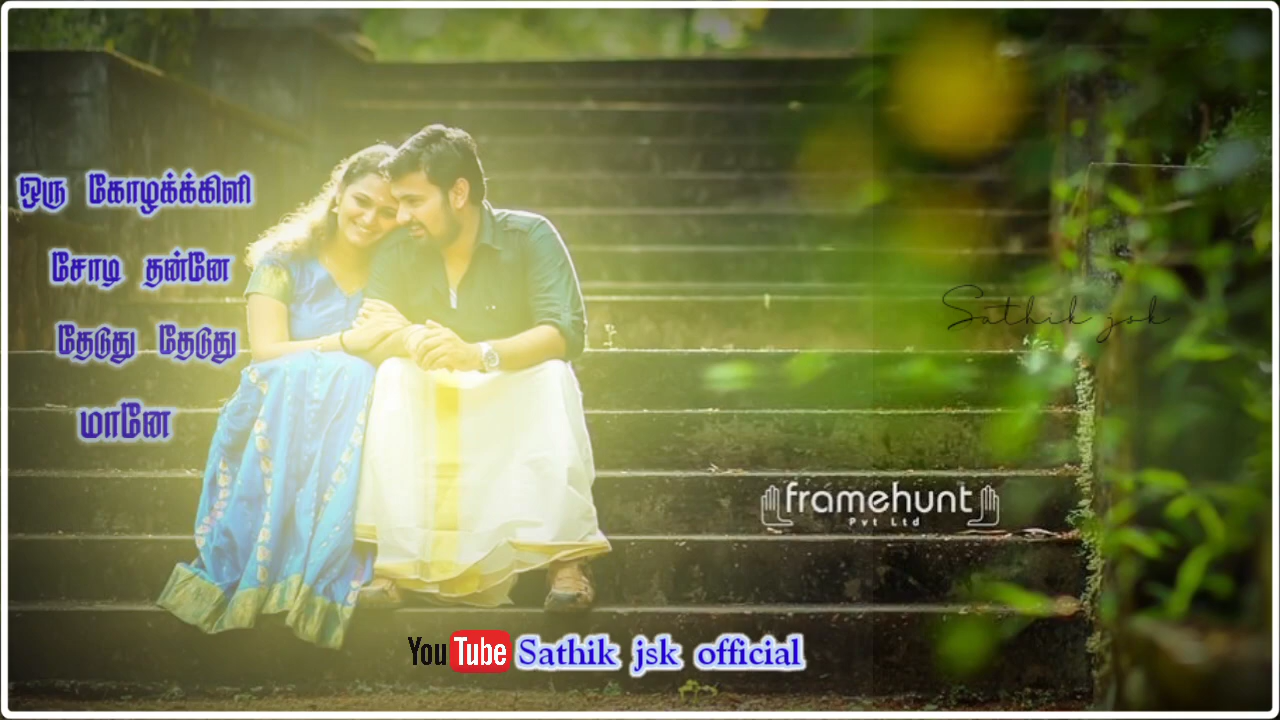 ஒரு கோழக்க்கிளி
சோடி தன்னே
தேடுது தேடுது
மானே
Sathik jsk
framehunt
Pvt Ltd
YouTube Sathik jsk official